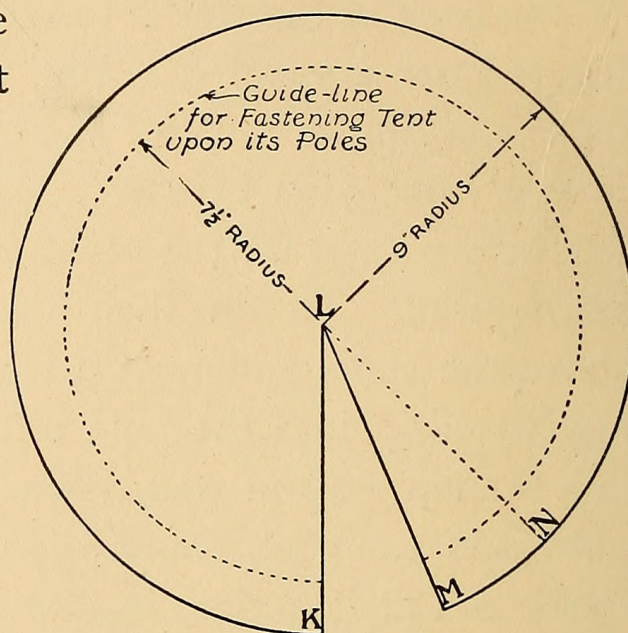 e
t
Guide-line
for Fastening Tent
upon its Poles
7½" RADIUS
9" RADIUS
L
N
M
K